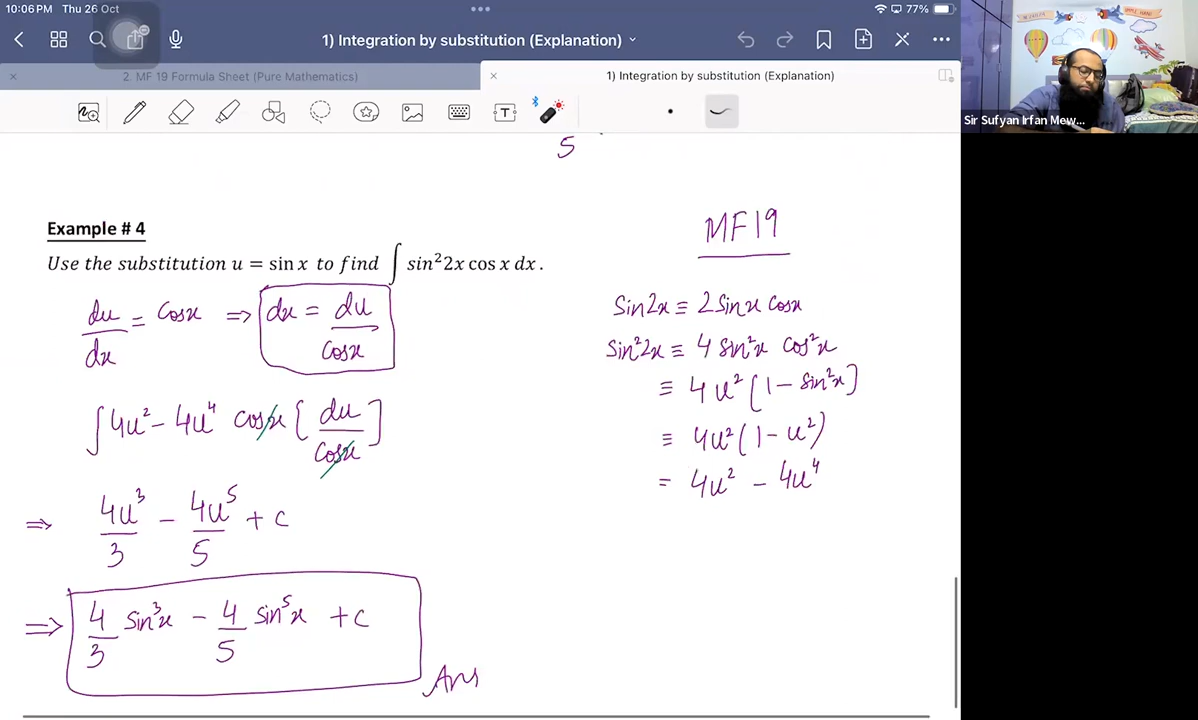 10:06 PM Thu 26 Oct
77%
1) Integration by substitution (Explanation)
2. MF 19 Formula Sheet (Pure Mathematics)
1) Integration by substitution (Explanation)
Sir Sufyan Irfan Mew...
5
Example # 4
Use the substitution u = sin x to find ∫ sin²2x cos x dx.
du/dx = Cosx ⇒ dx = du/Cosx
∫ 4u² − 4u⁴ cosx [ du/Cosx ]
⇒ 4u³/3 − 4u⁵/5 + c
⇒ 4/3 sin³x − 4/5 sin⁵x + c
Ans
MF19
Sin2x ≡ 2Sinx Cosx
Sin²2x ≡ 4 Sin²x Cos²x
≡ 4u² [1 − Sin²x]
≡ 4u² (1 − u²)
= 4u² − 4u⁴